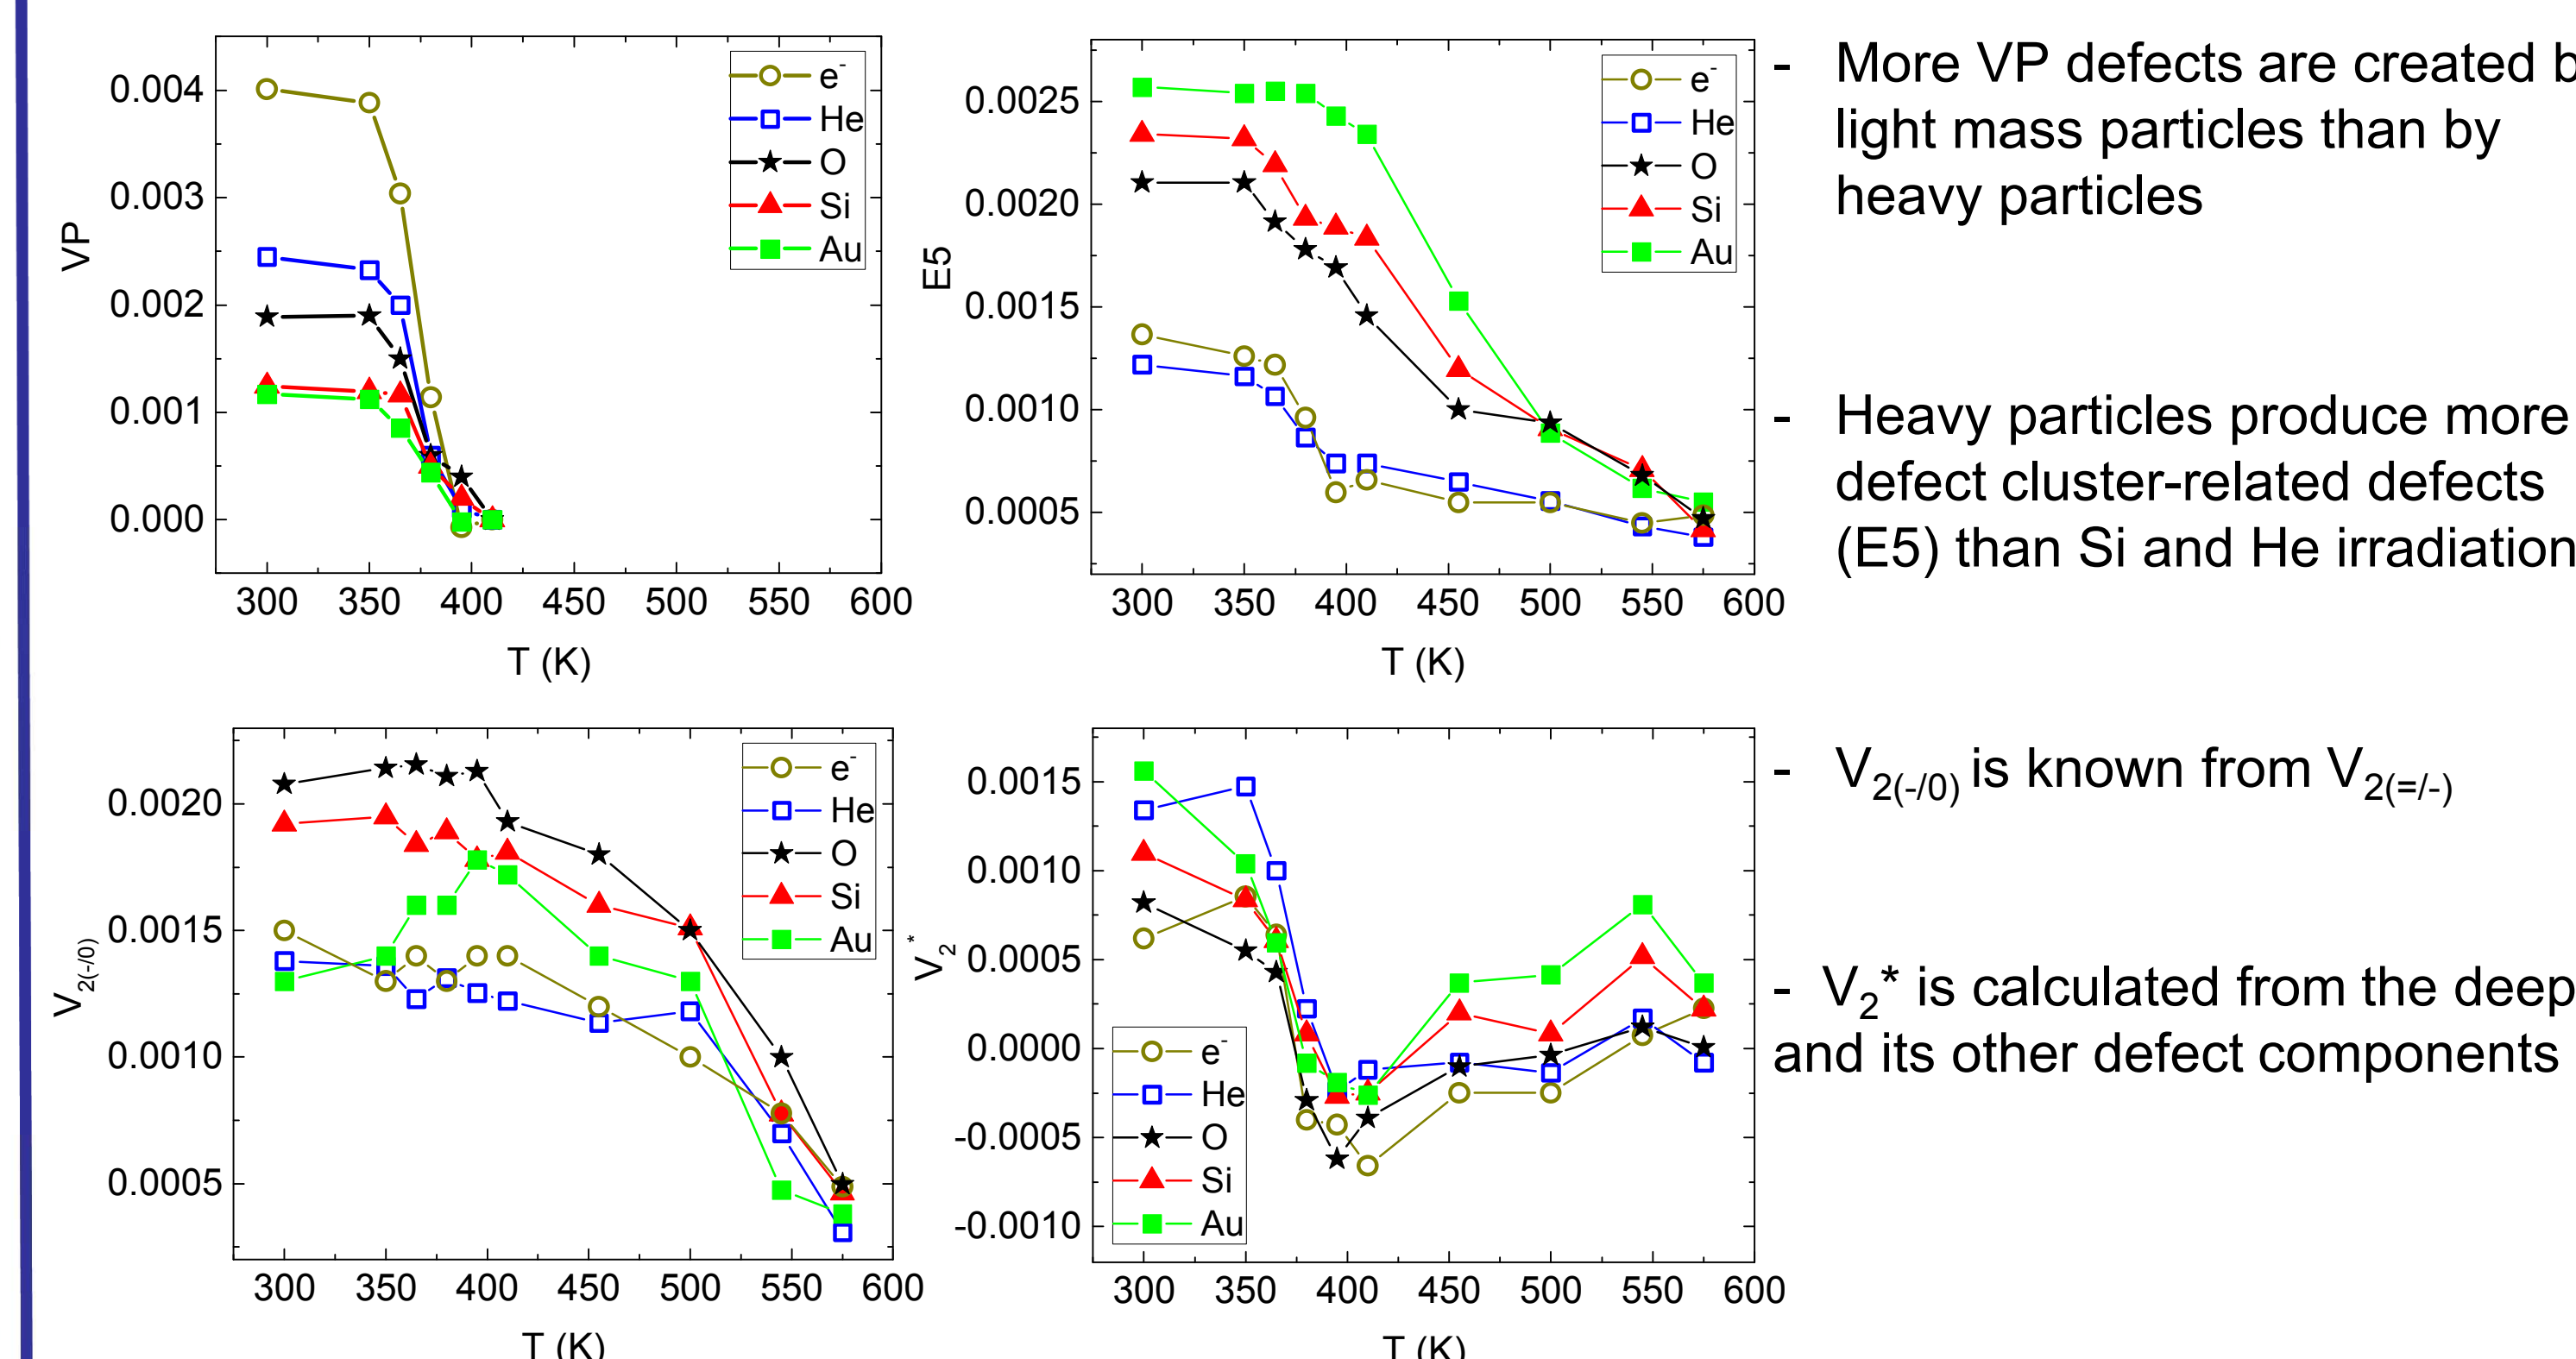 VP
0.004
0.003
0.002
0.001
0.000
300 350 400 450 500 550 600
T (K)
e-
He
O
Si
Au
E5
0.0025
0.0020
0.0015
0.0010
0.0005
300 350 400 450 500 550 600
T (K)
e-
He
O
Si
Au
- More VP defects are created b
light mass particles than by
heavy particles
- Heavy particles produce more
defect cluster-related defects
(E5) than Si and He irradiation
V2(-/0)
0.0020
0.0015
0.0010
0.0005
300 350 400 450 500 550 600
T (K)
e-
He
O
Si
Au
V2*
0.0015
0.0010
0.0005
0.0000
-0.0005
-0.0010
300 350 400 450 500 550 600
T (K)
e-
He
O
Si
Au
- V2(-/0) is known from V2(=/-)
- V2* is calculated from the deep
and its other defect components